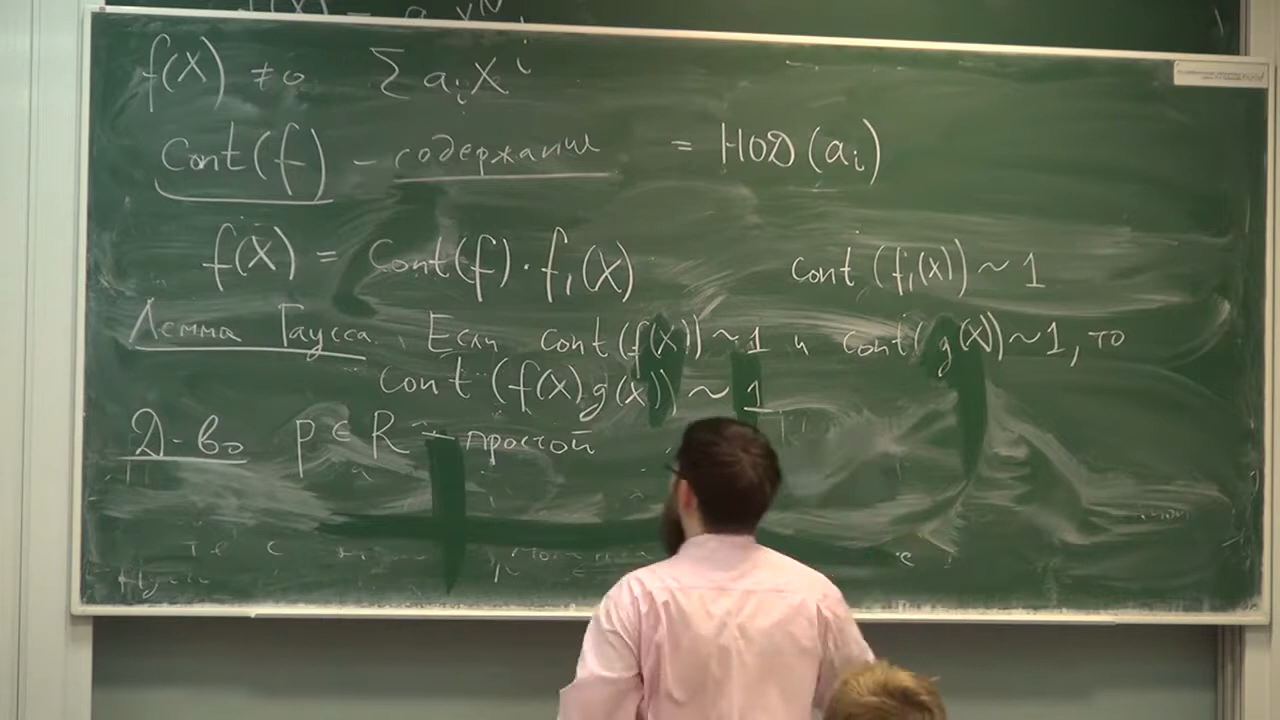 f(X) ≠ 0 ∑ aᵢXⁱ
Cont(f) - содержание = НОД(aᵢ)
f(X) = Cont(f) · f₁(X) cont (f₁(X)) ~ 1
Лемма Гаусса. Если cont(f(X)) ~ 1 и cont(g(X)) ~ 1, то
cont (f(X)g(X)) ~ 1
Д-во p ∈ R - простой